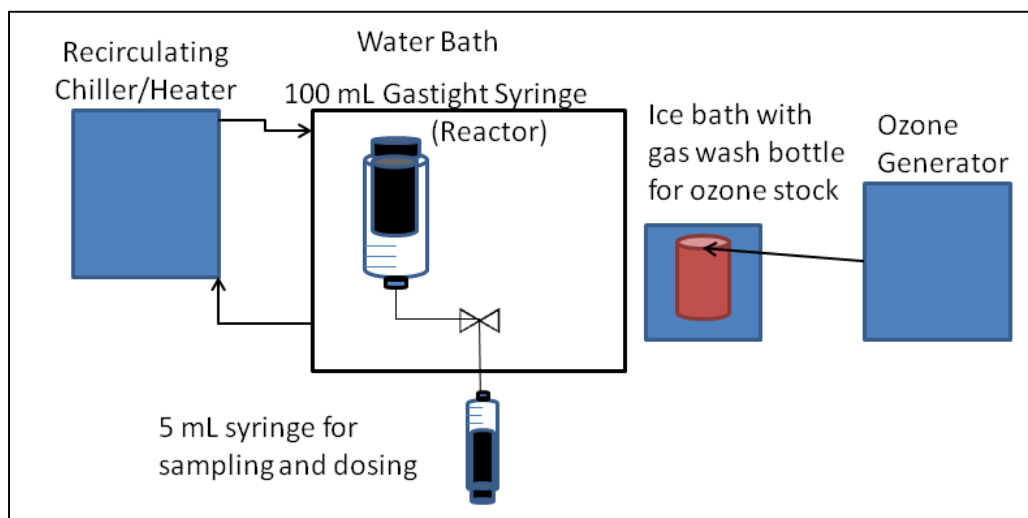 Recirculating
Chiller/Heater
Water Bath
100 mL Gastight Syringe
(Reactor)
Ice bath with
gas wash bottle
for ozone stock
Ozone
Generator
5 mL syringe for
sampling and dosing